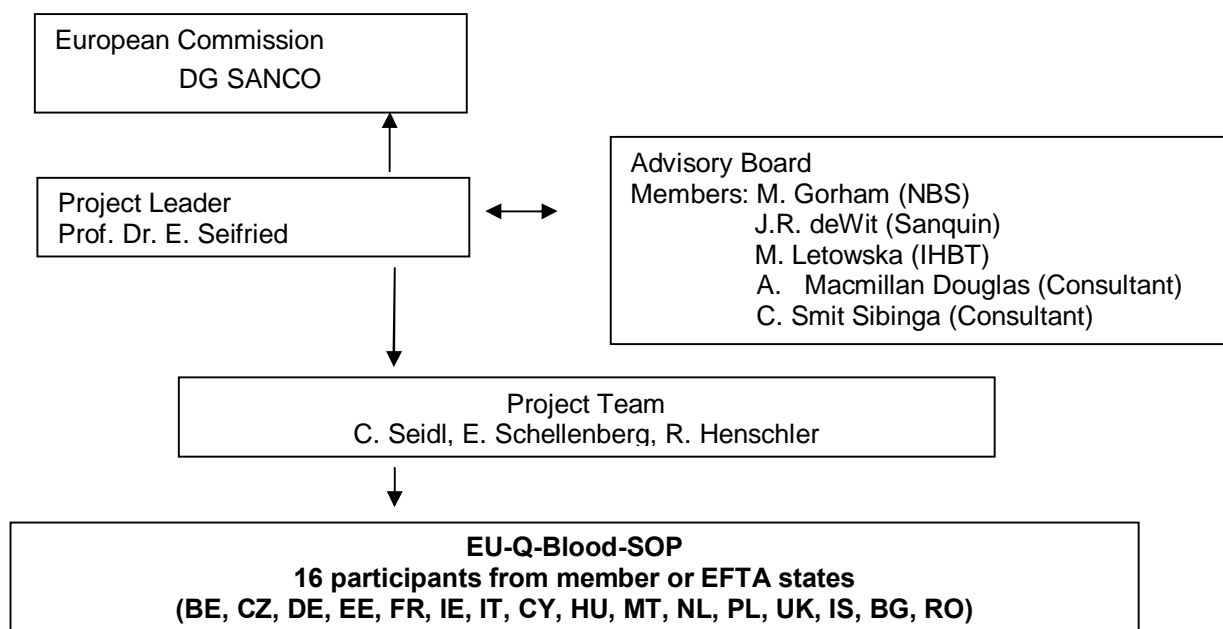 European Commission
DG SANCO
Project Leader
Prof. Dr. E. Seifried
Advisory Board
Members: M. Gorham (NBS)
J.R. deWit (Sanquin)
M. Letowska (IHBT)
A. Macmillan Douglas (Consultant)
C. Smit Sibinga (Consultant)
Project Team
C. Seidl, E. Schellenberg, R. Henschler
EU-Q-Blood-SOP
16 participants from member or EFTA states
(BE, CZ, DE, EE, FR, IE, IT, CY, HU, MT, NL, PL, UK, IS, BG, RO)